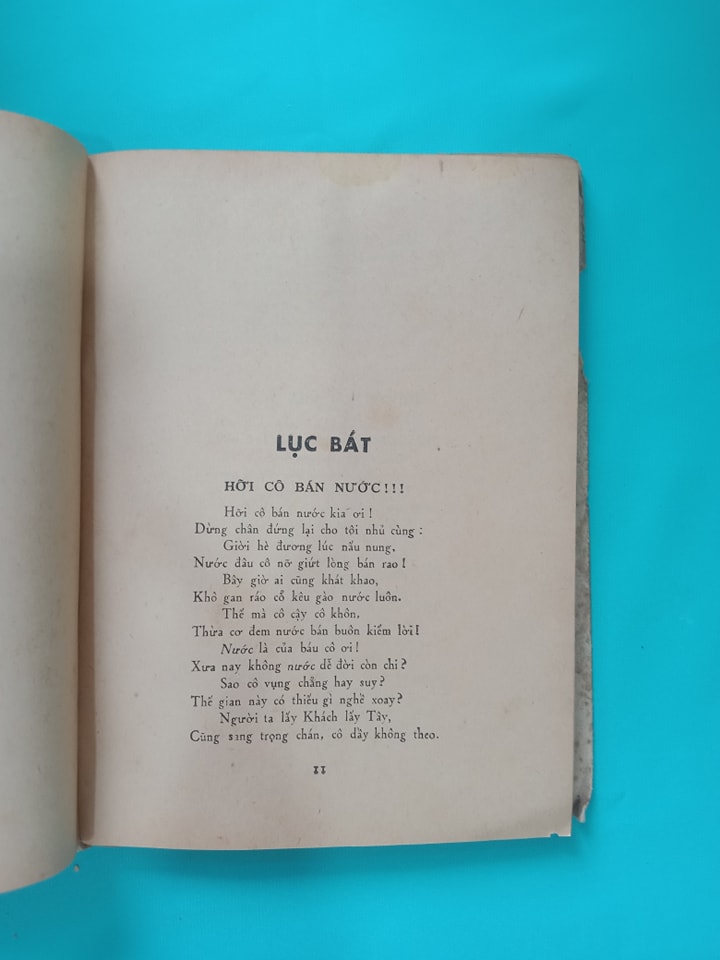 LỤC BÁT
HỠI CÔ BÁN NƯỚC!!!
Hỡi cô bán nước kia ơi !
Dừng chân đứng lại cho tôi nhủ cùng :
Giời hè đương lúc nấu nung,
Nước đâu cô nỡ giứt lòng bán rao !
Bây giờ ai cũng khát khao,
Khô gan ráo cổ kêu gào nước luôn.
Thế mà cô cậy cô khôn,
Thừa cơ đem nước bán buôn kiếm lời !
Nước là của báu cô ơi !
Xưa nay không nước dễ đời còn chi ?
Sao cô vụng chẳng hay suy ?
Thế gian này có thiếu gì nghề xoay ?
Người ta lấy Khách lấy Tây,
Cũng sang trọng chán, cô dầy không theo.
11